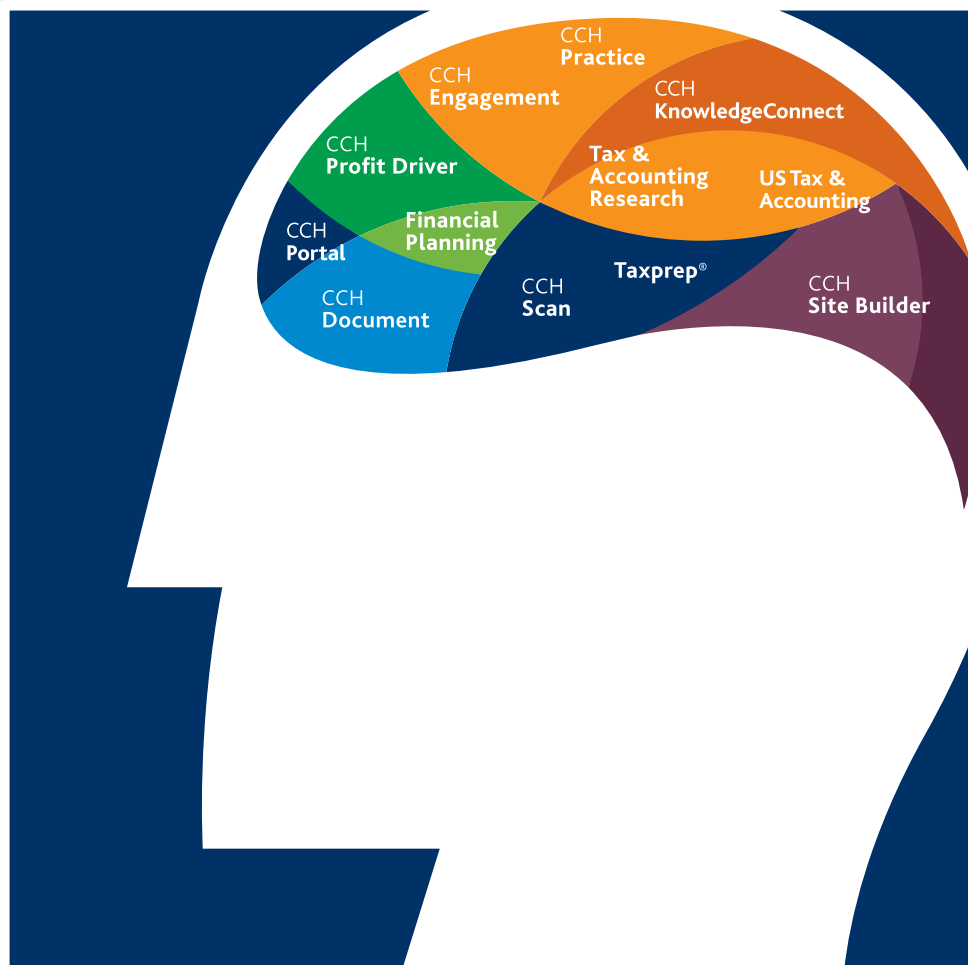 CCH
Practice
CCH
Engagement
CCH
KnowledgeConnect
CCH
Profit Driver
Tax &
Accounting
Research
US Tax &
Accounting
Financial
Planning
CCH
Portal
Taxprep®
CCH
Scan
CCH
Site Builder
CCH
Document